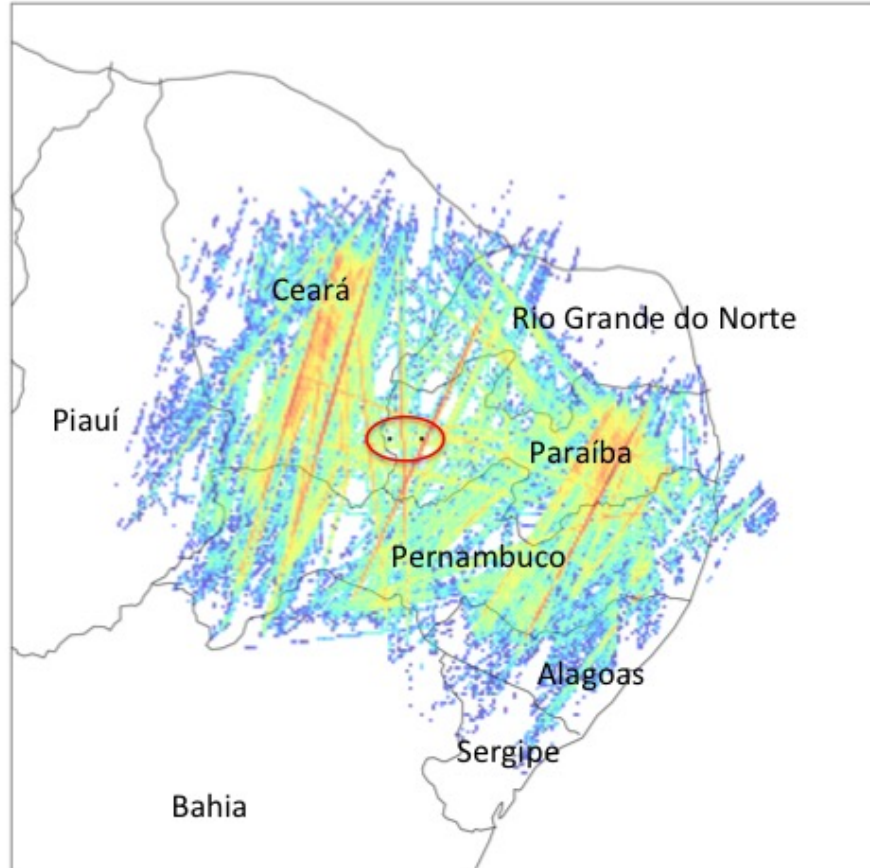 Ceará
Rio Grande do Norte
Piauí
Paraíba
Pernambuco
Alagoas
Sergipe
Bahia